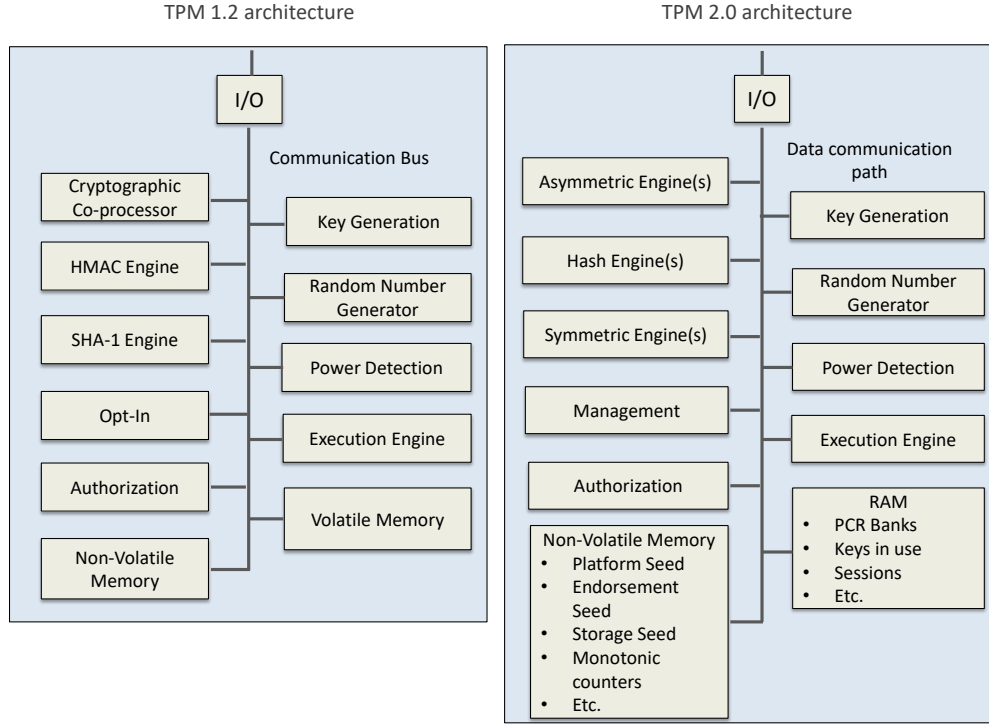 TPM 1.2 architecture
I/O
Communication Bus
Cryptographic
Co-processor
Key Generation
HMAC Engine
Random Number
Generator
SHA-1 Engine
Power Detection
Opt-In
Execution Engine
Authorization
Volatile Memory
Non-Volatile
Memory
TPM 2.0 architecture
I/O
Data communication
path
Asymmetric Engine(s)
Key Generation
Hash Engine(s)
Random Number
Generator
Symmetric Engine(s)
Power Detection
Management
Execution Engine
Authorization
RAM
• PCR Banks
• Keys in use
• Sessions
• Etc.
Non-Volatile Memory
• Platform Seed
• Endorsement
Seed
• Storage Seed
• Monotonic
counters
• Etc.